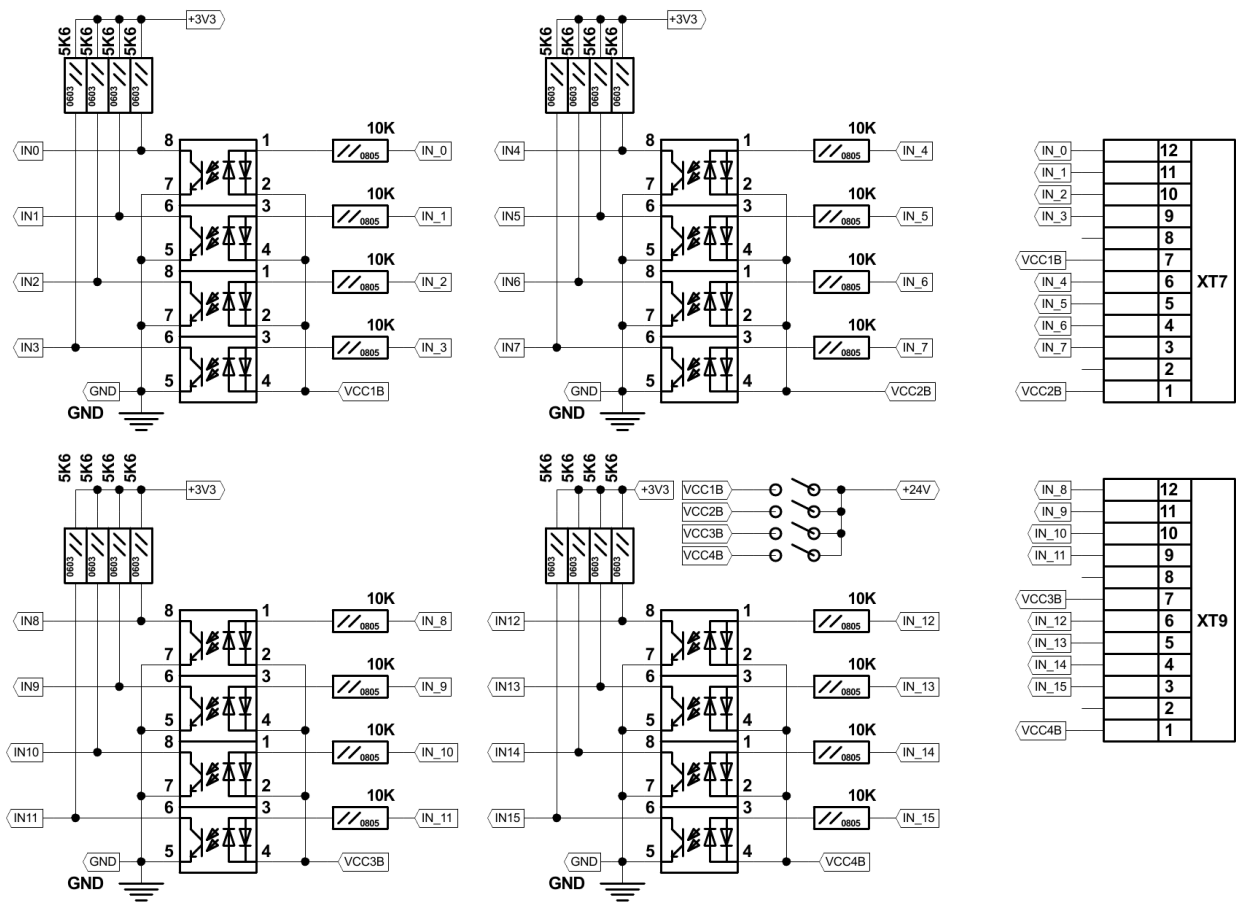 +3V3
5K6 5K6 5K6 5K6
0603 0603 0603 0603
10K
IN0 8 1 0805 IN_0
7 2
10K
IN1 6 3 0805 IN_1
5 4
10K
IN2 8 1 0805 IN_2
7 2
10K
IN3 6 3 0805 IN_3
GND 5 4 VCC1B
GND
+3V3
5K6 5K6 5K6 5K6
0603 0603 0603 0603
10K
IN4 8 1 0805 IN_4
7 2
10K
IN5 6 3 0805 IN_5
5 4
10K
IN6 8 1 0805 IN_6
7 2
10K
IN7 6 3 0805 IN_7
GND 5 4 VCC2B
GND
IN_0 12
IN_1 11
IN_2 10
IN_3 9
8
VCC1B 7
IN_4 6 XT7
IN_5 5
IN_6 4
IN_7 3
2
VCC2B 1
5K6 5K6 5K6 5K6
+3V3
0603 0603 0603 0603
10K
IN8 8 1 0805 IN_8
7 2
10K
IN9 6 3 0805 IN_9
5 4
10K
IN10 8 1 0805 IN_10
7 2
10K
IN11 6 3 0805 IN_11
GND 5 4 VCC3B
GND
5K6 5K6 5K6 5K6
+3V3
0603 0603 0603 0603
VCC1B +24V
VCC2B
VCC3B
VCC4B
10K
IN12 8 1 0805 IN_12
7 2
10K
IN13 6 3 0805 IN_13
5 4
10K
IN14 8 1 0805 IN_14
7 2
10K
IN15 6 3 0805 IN_15
GND 5 4 VCC4B
GND
IN_8 12
IN_9 11
IN_10 10
IN_11 9
8
VCC3B 7
IN_12 6 XT9
IN_13 5
IN_14 4
IN_15 3
2
VCC4B 1